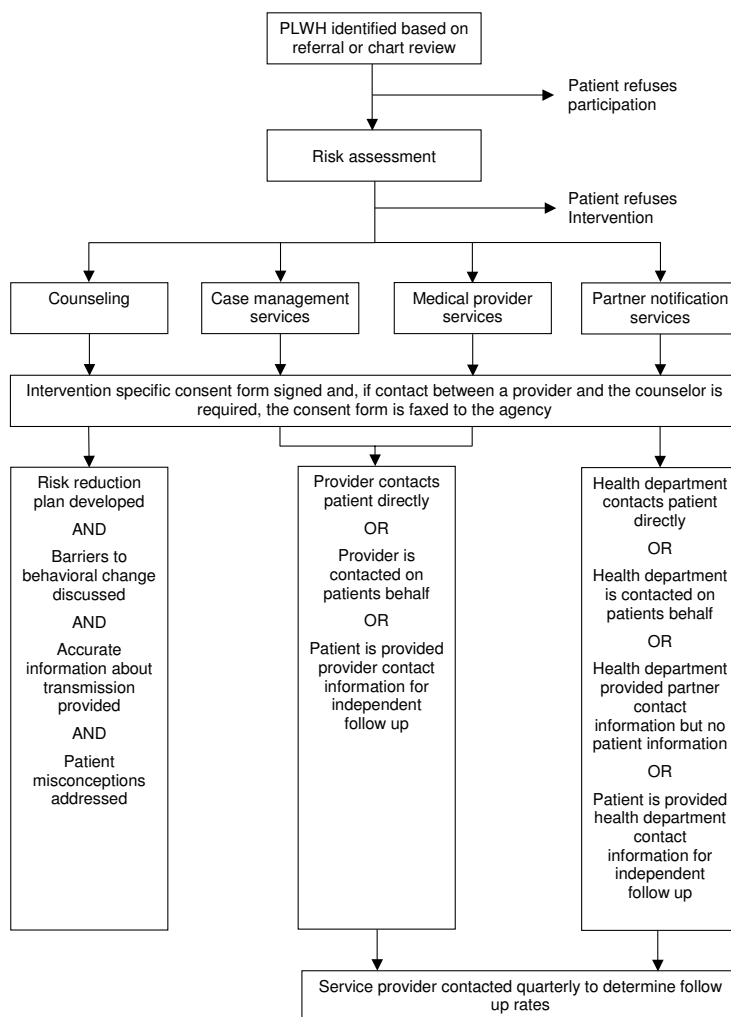 PLWH identified based on
referral or chart review
Patient refuses
participation
Risk assessment
Patient refuses
Intervention
Counseling
Case management
services
Medical provider
services
Partner notification
services
Intervention specific consent form signed and, if contact between a provider and the counselor is
required, the consent form is faxed to the agency
Risk reduction
plan developed
AND
Barriers to
behavioral change
discussed
AND
Accurate
information about
transmission
provided
AND
Patient
misconceptions
addressed
Provider contacts
patient directly
OR
Provider is
contacted on
patients behalf
OR
Patient is provided
provider contact
information for
independent
follow up
Health department
contacts patient
directly
OR
Health department
is contacted on
patients behalf
OR
Health department
provided partner
contact
information but no
patient information
OR
Patient is provided
health department
contact
information for
independent
follow up
Service provider contacted quarterly to determine follow
up rates